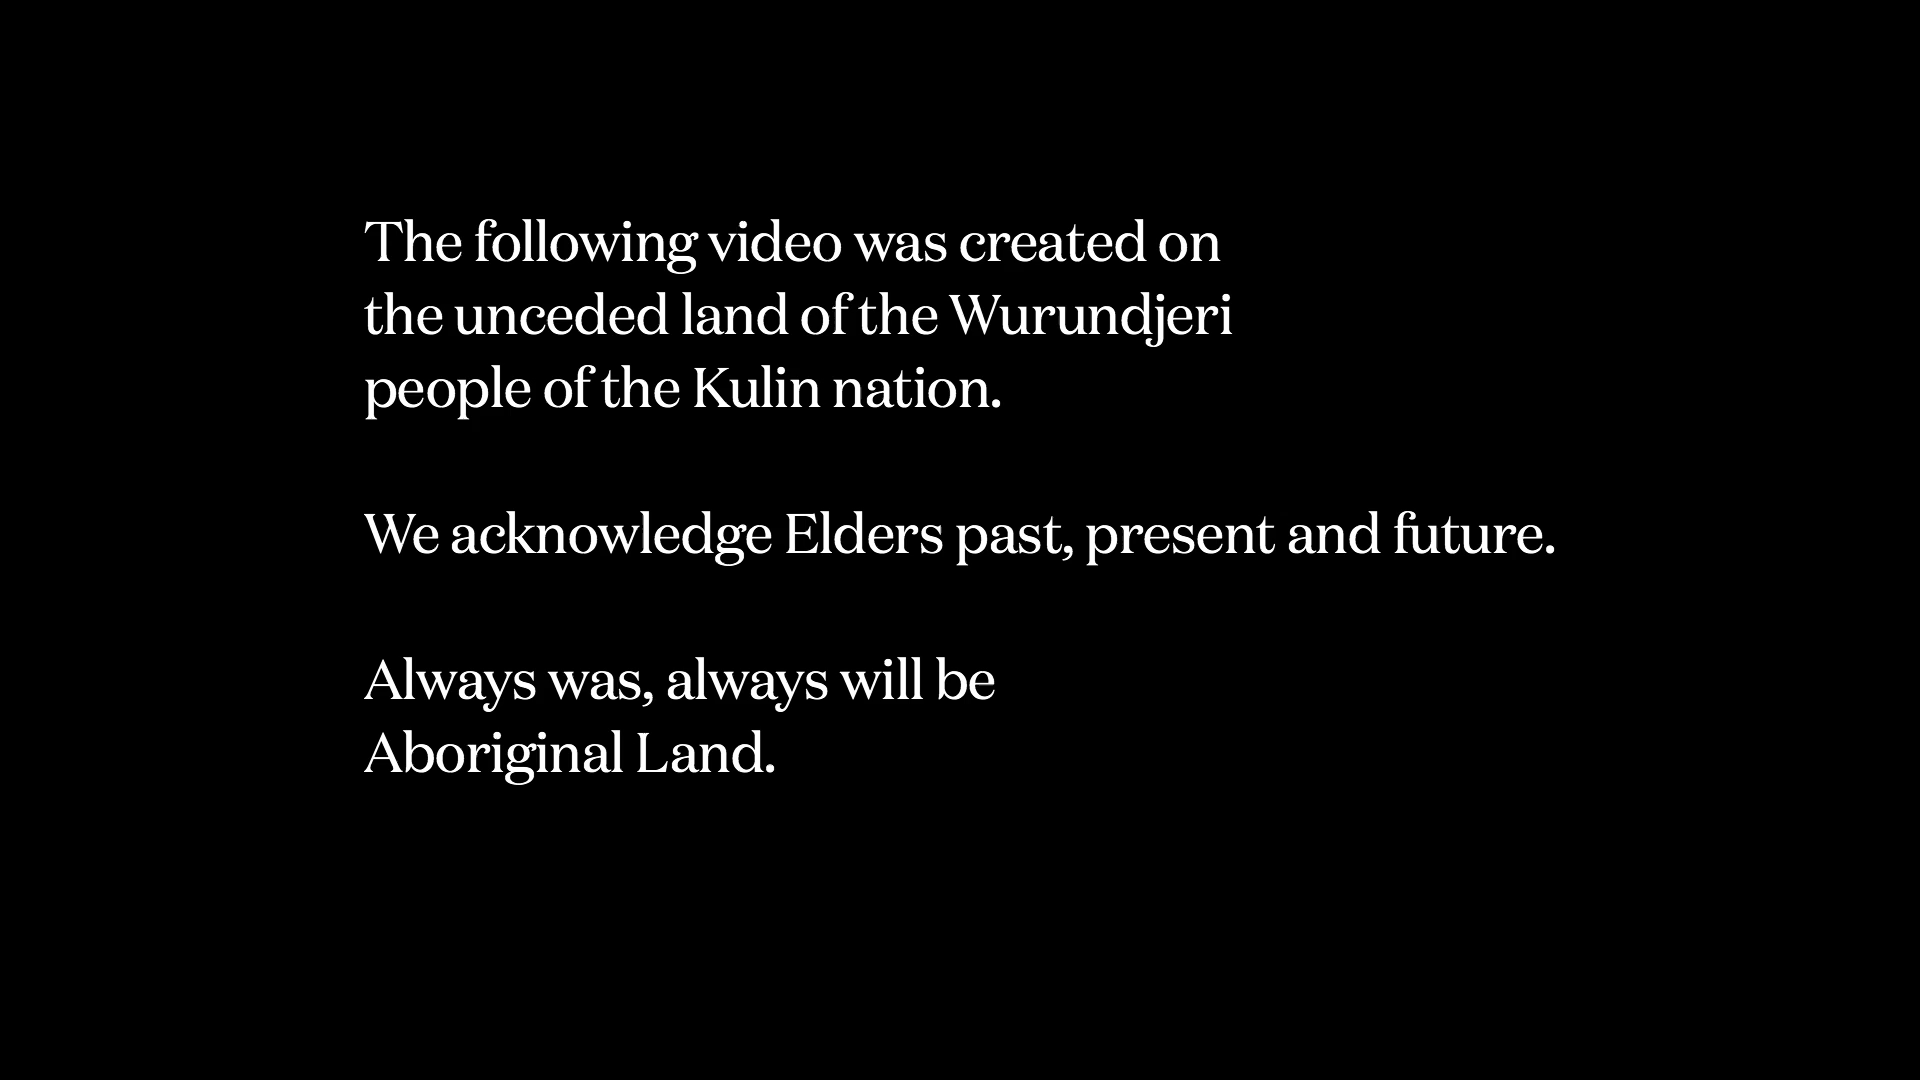 The following video was created on
the unceded land of the Wurundjeri
people of the Kulin nation.
We acknowledge Elders past, present and future.
Always was, always will be
Aboriginal Land.